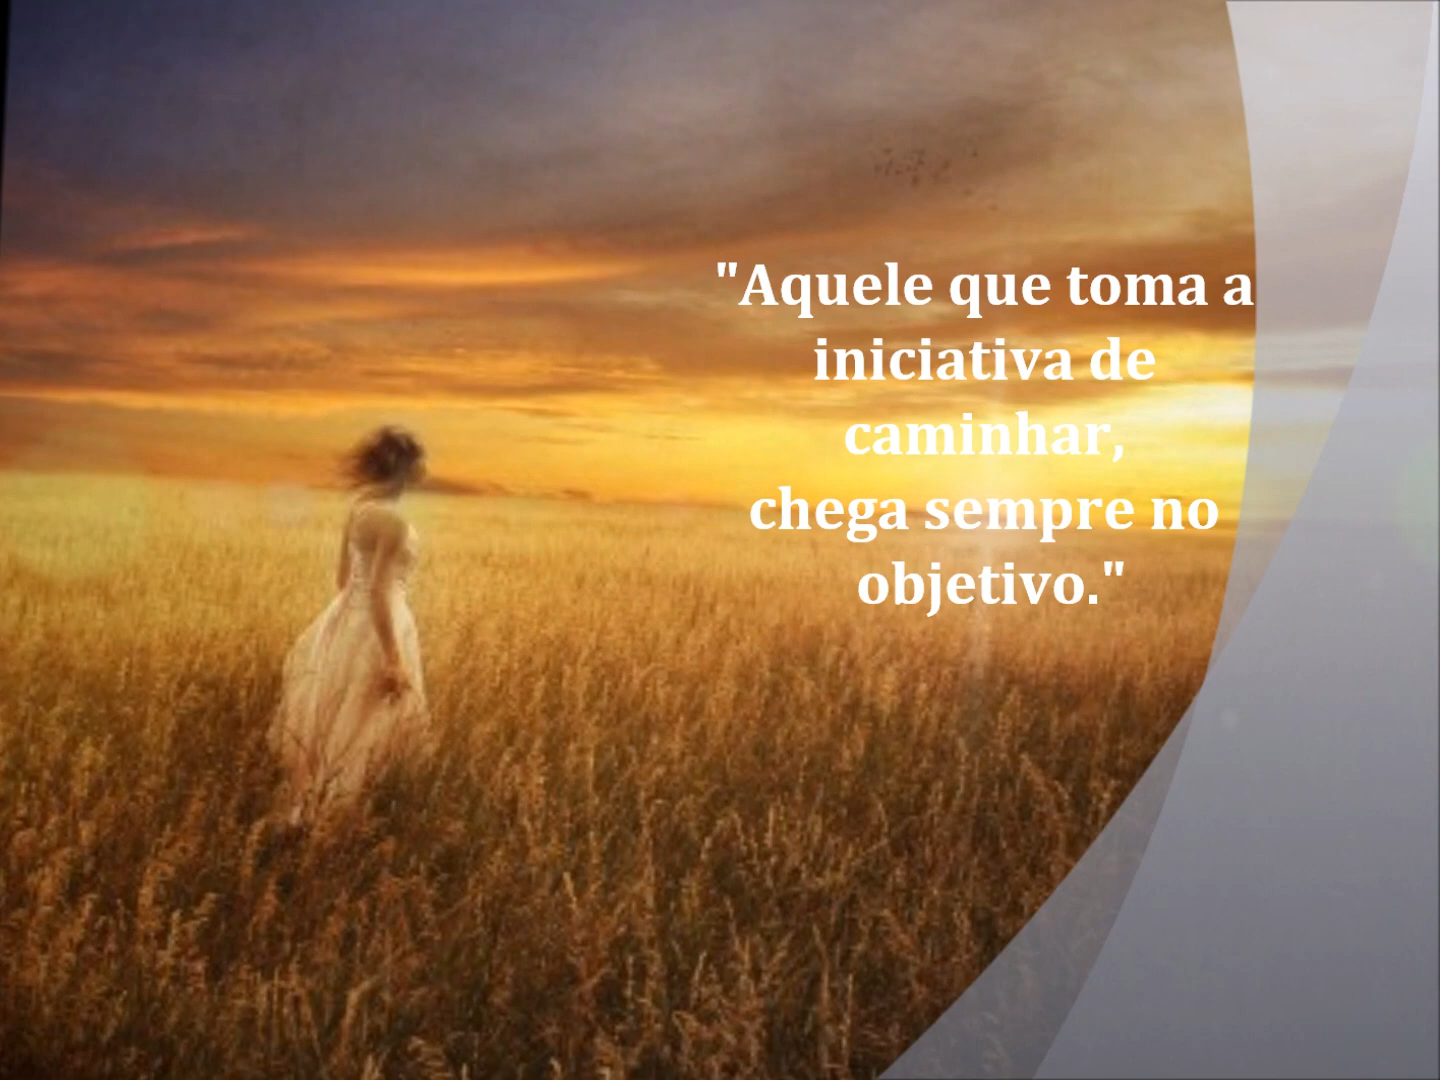 "Aquele que toma a
iniciativa de
caminhar,
chega sempre no
objetivo."